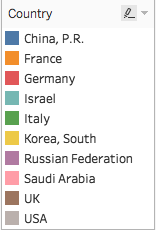 Country
China, P.R.
France
Germany
Israel
Italy
Korea, South
Russian Federation
Saudi Arabia
UK
USA